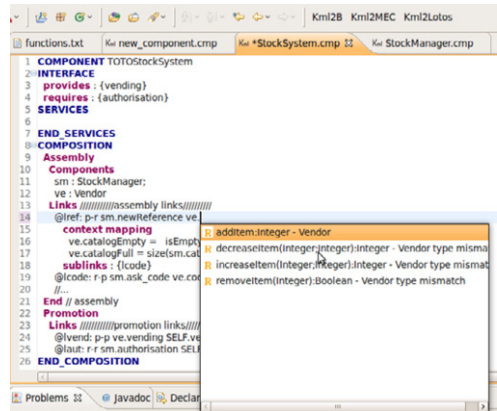 Kml2B Kml2MEC Kml2Lotos
functions.txt new_component.cmp *StockSystem.cmp StockManager.cmp
1 COMPONENT TOTOStockSystem
2 INTERFACE
3 provides : {vending}
4 requires : {authorisation}
5 SERVICES
6
7 END_SERVICES
8 COMPOSITION
9 Assembly
10 Components
11 sm : StockManager;
12 ve : Vendor
13 Links ////////////assembly links//////////
14 @lref: p-r sm.newReference ve.
15 context mapping
16 ve.catalogEmpty = isEmpt
17 ve.catalogFull = size(sm.cat
18 sublinks : {lcode}
19 @lcode: r-p sm.ask_code ve.co
20 //...
21 End // assembly
22 Promotion
23 Links ////////////promotion links/////
24 @lvend: p-p ve.vending SELF.ve
25 @laut: r-r sm.authorisation SELF
26 END_COMPOSITION
R addItem:Integer - Vendor
R decreaseItem(Integer;Integer):Integer - Vendor type misma
R increaseItem(Integer;Integer):Integer - Vendor type mismat
R removeItem(Integer):Boolean - Vendor type mismatch
Problems Javadoc Declar